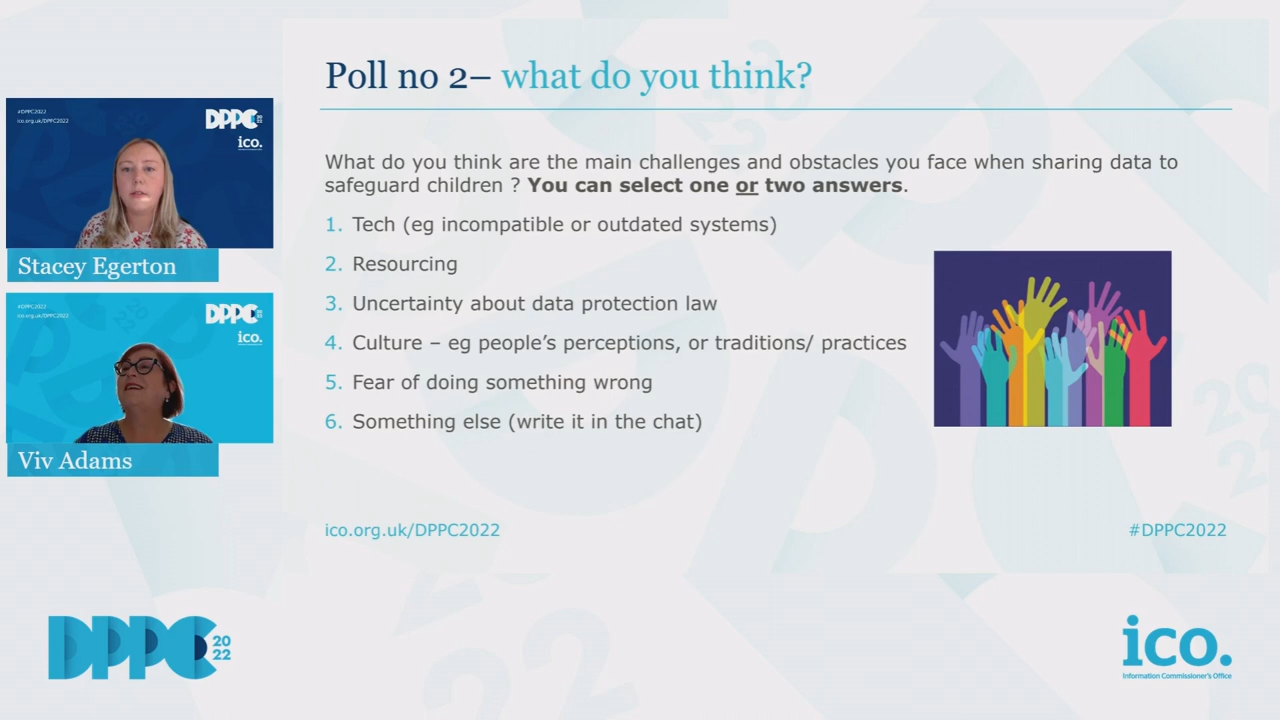 Poll no 2– what do you think?
#DPPC2022
ico.org.uk/DPPC2022
DPPC 20
22
ico.
Stacey Egerton
#DPPC2022
ico.org.uk/DPPC2022
DPPC 20
22
ico.
Viv Adams
What do you think are the main challenges and obstacles you face when sharing data to
safeguard children ? You can select one or two answers.
1. Tech (eg incompatible or outdated systems)
2. Resourcing
3. Uncertainty about data protection law
4. Culture – eg people's perceptions, or traditions/ practices
5. Fear of doing something wrong
6. Something else (write it in the chat)
ico.org.uk/DPPC2022
#DPPC2022
DPPC 20
22
ico.
Information Commissioner's Office